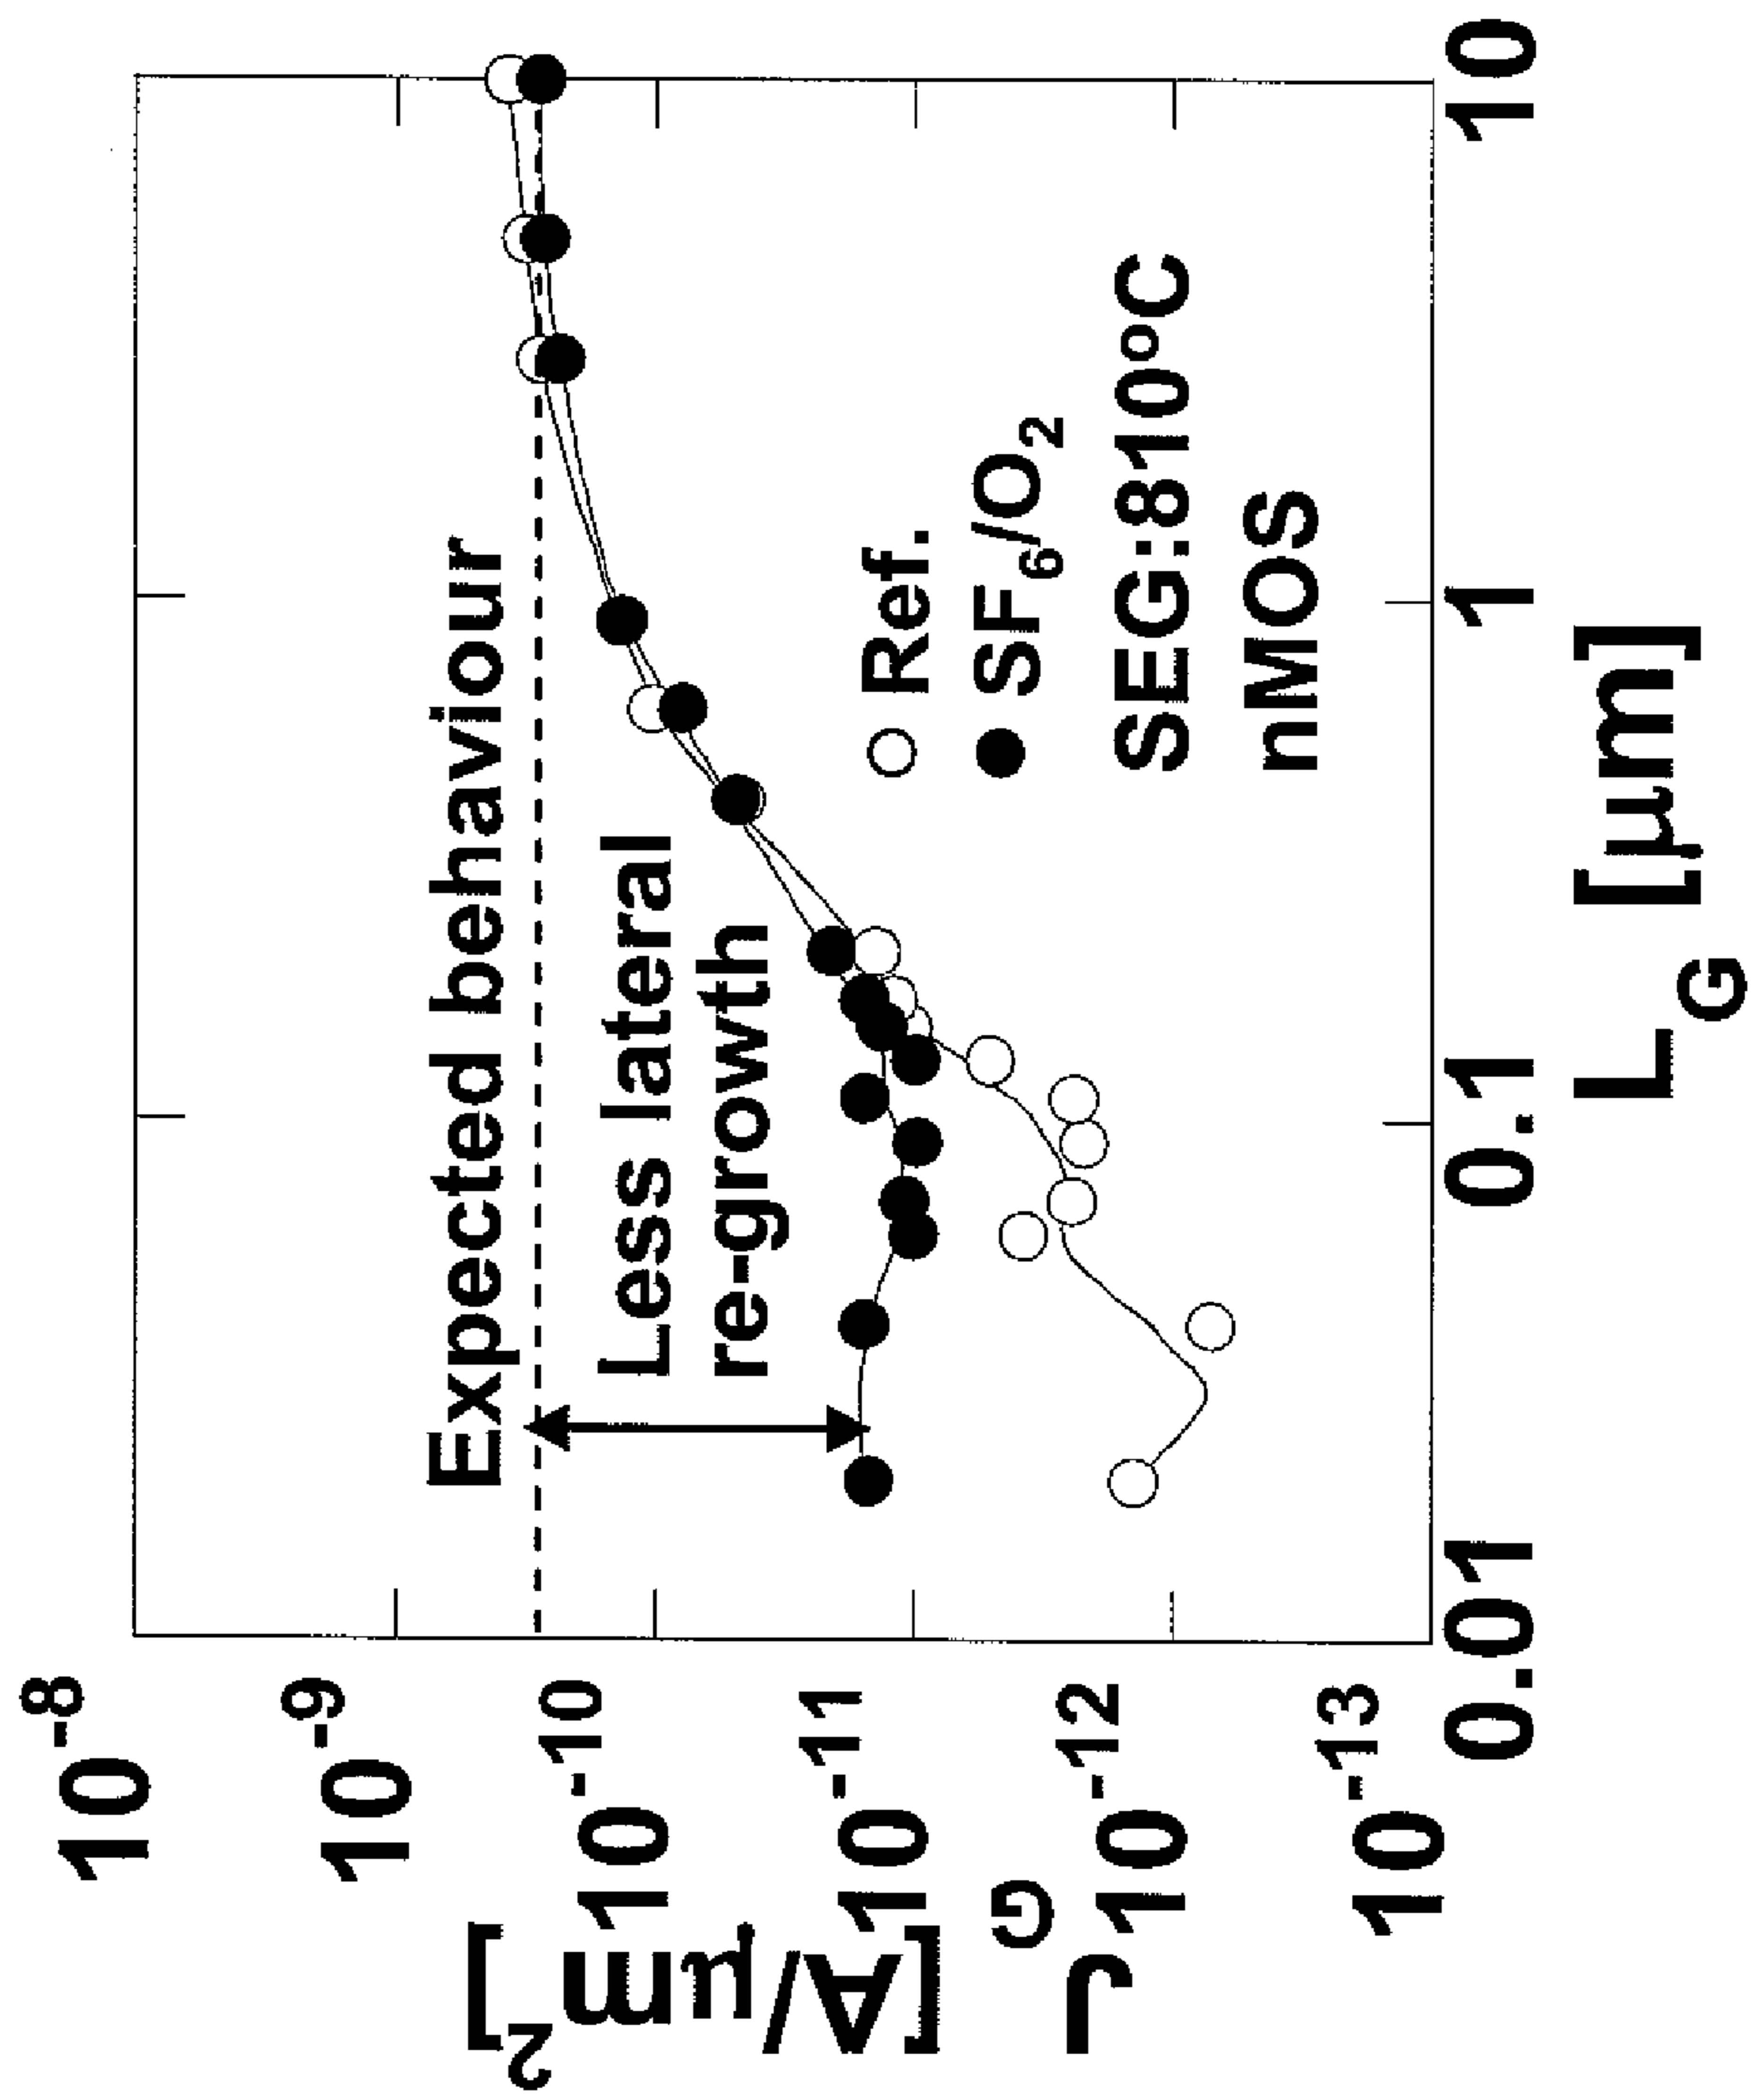 10-8
10-9
10-10
10-11
10-12
10-13
JG [A/µm2]
Expected behaviour
Less lateral
re-growth
Ref.
SF6/O2
SEG:810ºC
nMOS
0.01
0.1
1
10
LG [µm]